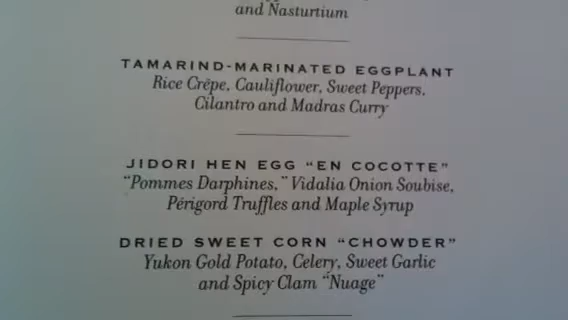 and Nasturtium
TAMARIND-MARINATED EGGPLANT
Rice Crêpe, Cauliflower, Sweet Peppers,
Cilantro and Madras Curry
JIDORI HEN EGG "EN COCOTTE"
"Pommes Darphines," Vidalia Onion Soubise,
Périgord Truffles and Maple Syrup
DRIED SWEET CORN "CHOWDER"
Yukon Gold Potato, Celery, Sweet Garlic
and Spicy Clam "Nuage"